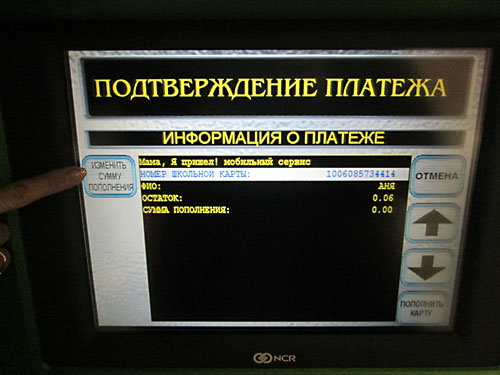 ПОДТВЕРЖДЕНИЕ ПЛАТЕЖА
ИНФОРМАЦИЯ О ПЛАТЕЖЕ
Мама, Я пришел! мобильный сервис
НОМЕР ШКОЛЬНОЙ КАРТЫ: 1006085734414
ФИО: АНЯ
ОСТАТОК: 0.06
СУММА ПОПОЛНЕНИЯ: 0.00
ИЗМЕНИТЬ
СУММУ
ПОПОЛНЕНИЯ
ОТМЕНА
ПОПОЛНИТЬ
КАРТУ
NCR